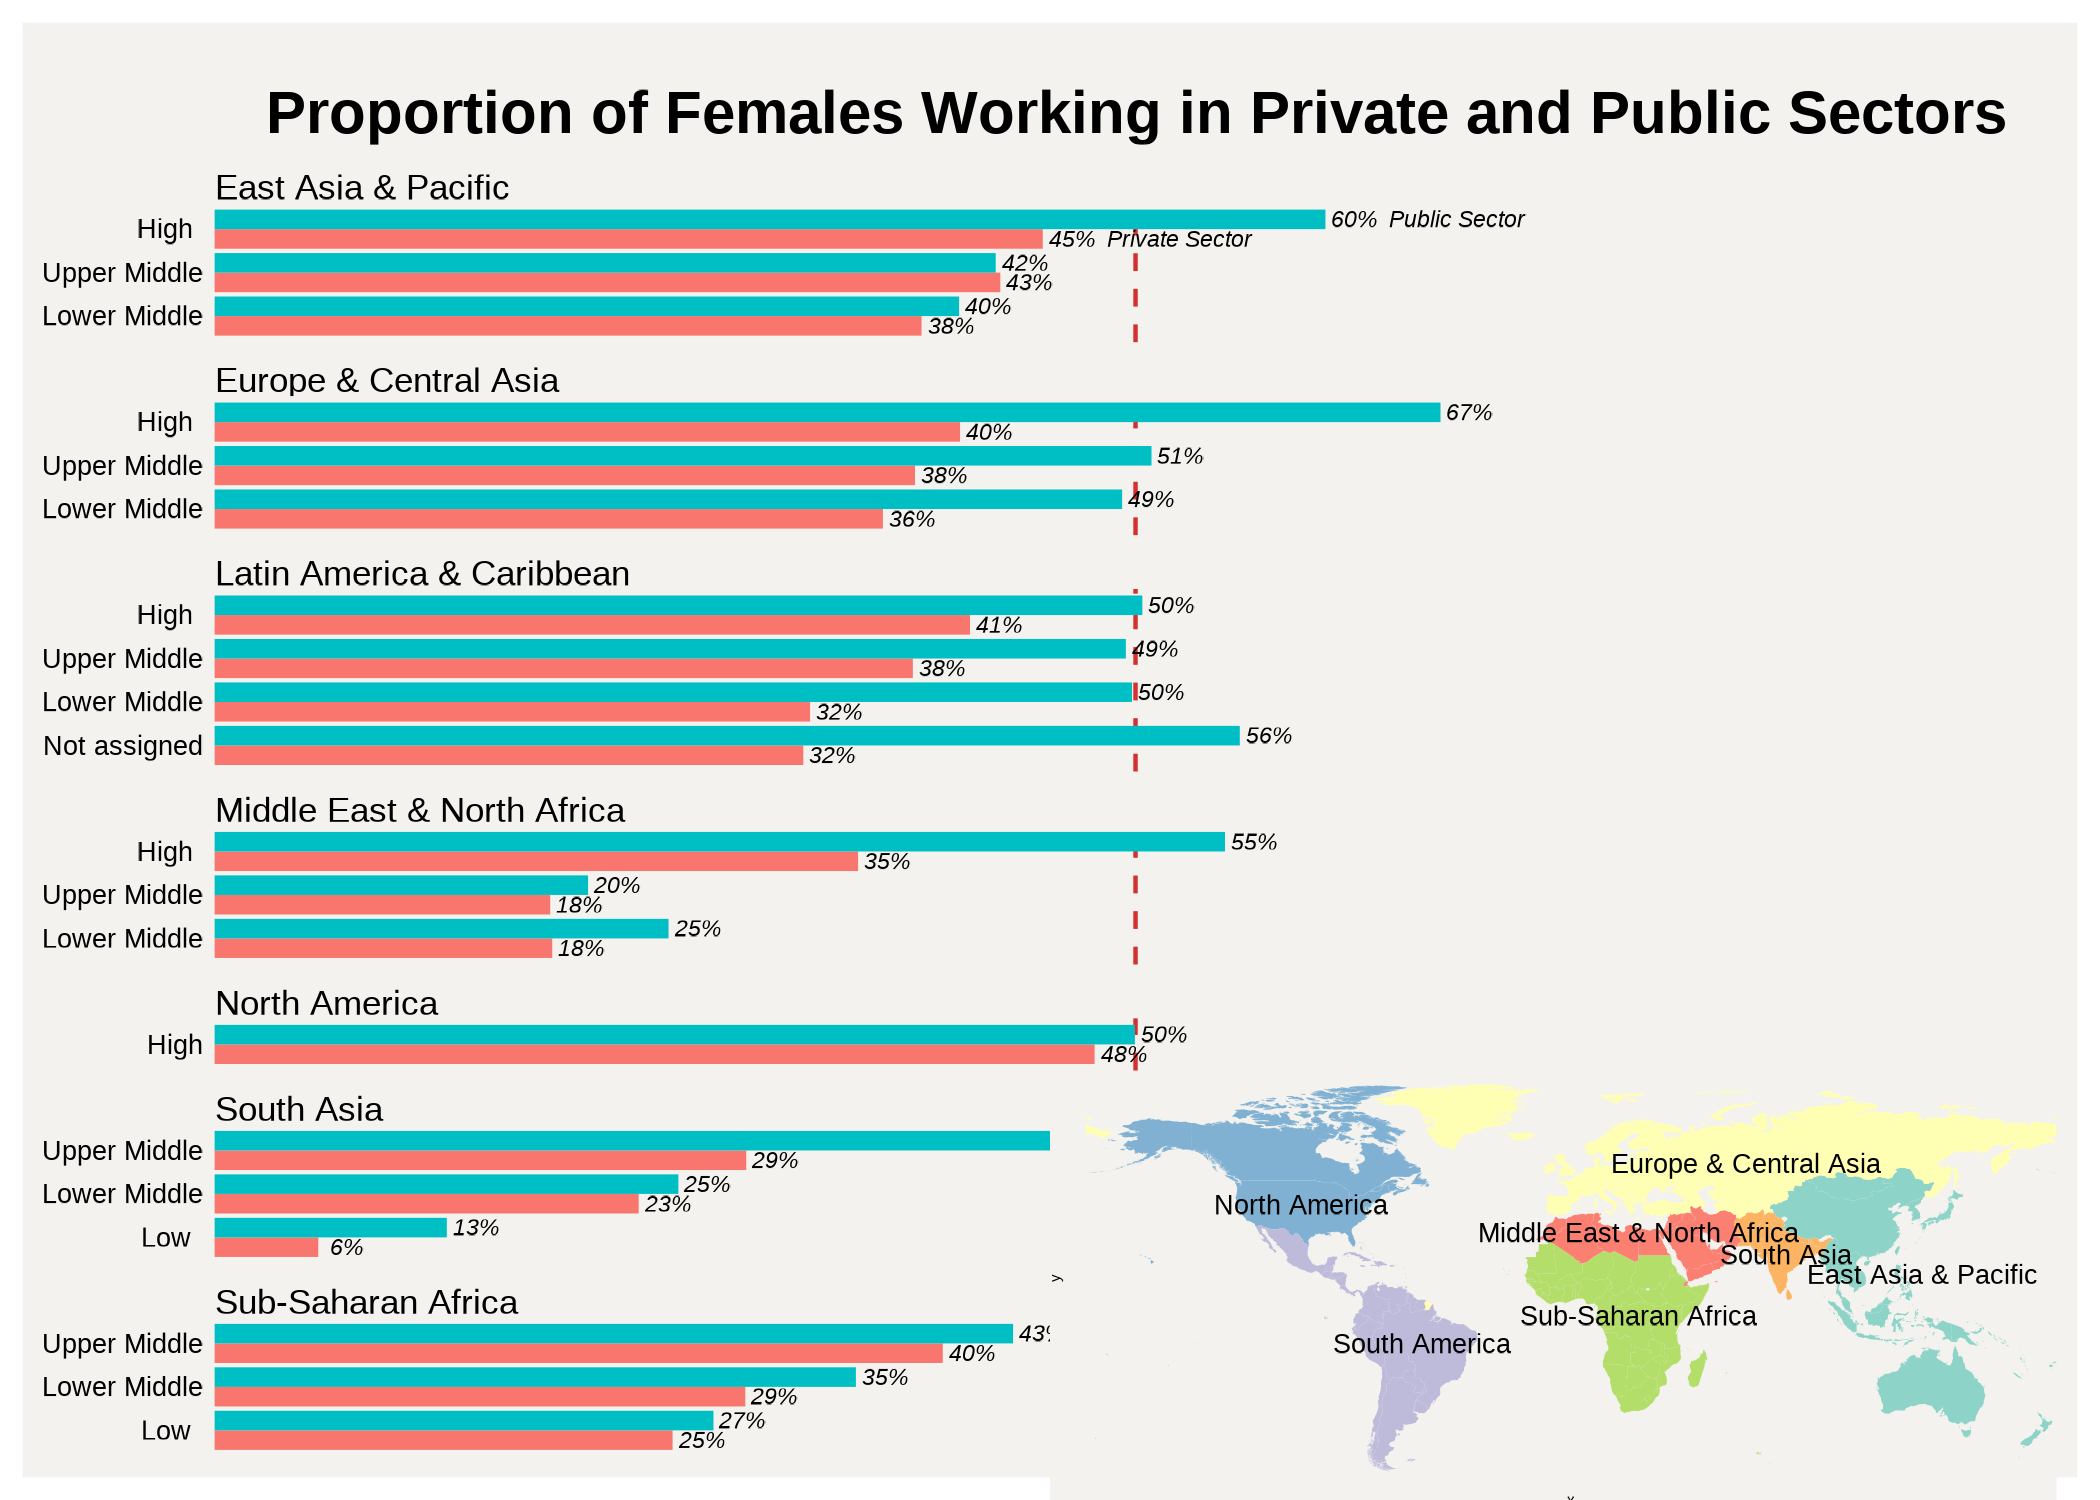 Proportion of Females Working in Private and Public Sectors
East Asia & Pacific
High 60% Public Sector
45% Private Sector
Upper Middle 42%
43%
Lower Middle 40%
38%
Europe & Central Asia
High 67%
40%
Upper Middle 51%
38%
Lower Middle 49%
36%
Latin America & Caribbean
High 50%
41%
Upper Middle 49%
38%
Lower Middle 50%
32%
Not assigned 56%
32%
Middle East & North Africa
High 55%
35%
Upper Middle 20%
18%
Lower Middle 25%
18%
North America
High 50%
48%
South Asia
Upper Middle
29%
Lower Middle 25%
23%
Low 13%
6%
Sub-Saharan Africa
Upper Middle 43%
40%
Lower Middle 35%
29%
Low 27%
25%
Europe & Central Asia
North America
Middle East & North Africa
South Asia
East Asia & Pacific
Sub-Saharan Africa
South America
y
x